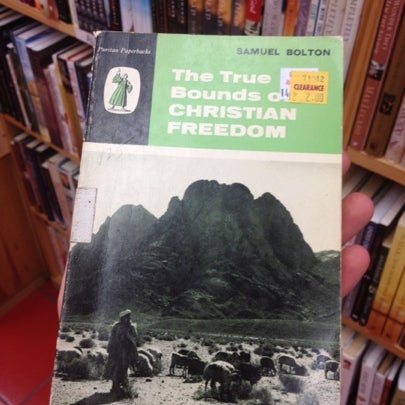 Puritan Paperbacks
SAMUEL BOLTON
The True
Bounds of
CHRISTIAN
FREEDOM
CLEARANCE
2.00